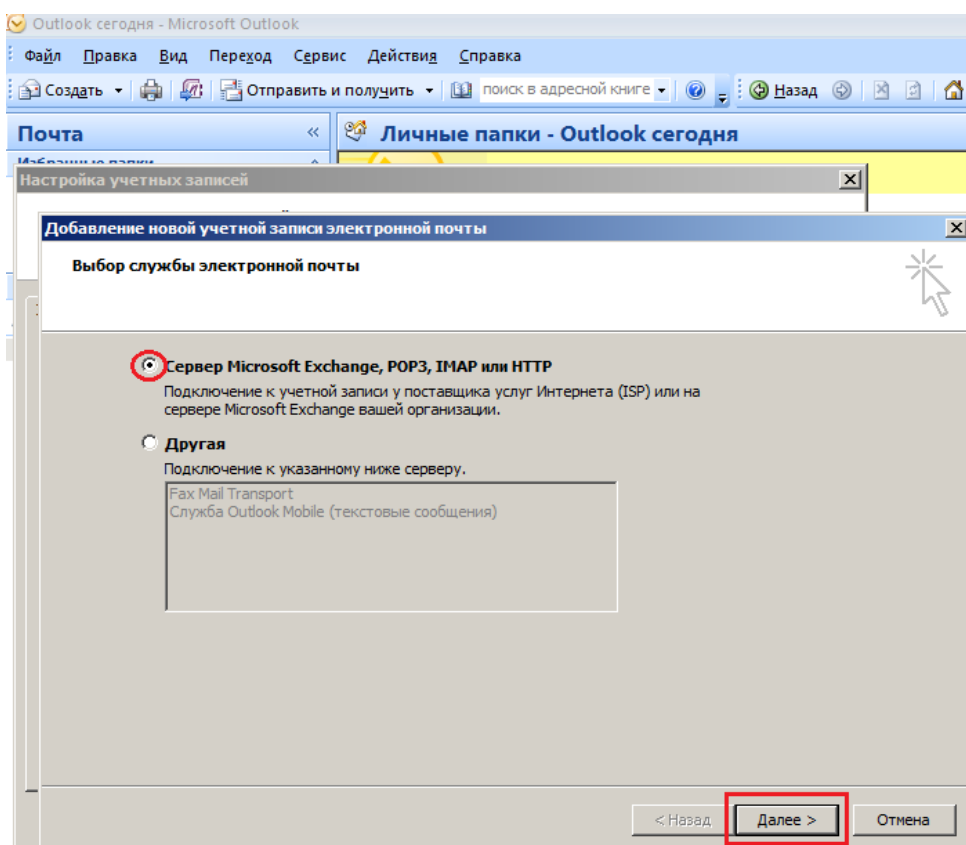 Outlook сегодня - Microsoft Outlook
Файл Правка Вид Переход Сервис Действия Справка
Создать Отправить и получить поиск в адресной книге Назад
Почта « Личные папки - Outlook сегодня
Избранные папки
Настройка учетных записей
Добавление новой учетной записи электронной почты
Выбор службы электронной почты
Сервер Microsoft Exchange, POP3, IMAP или HTTP
Подключение к учетной записи у поставщика услуг Интернета (ISP) или на
сервере Microsoft Exchange вашей организации.
Другая
Подключение к указанному ниже серверу.
Fax Mail Transport
Служба Outlook Mobile (текстовые сообщения)
< Назад Далее > Отмена